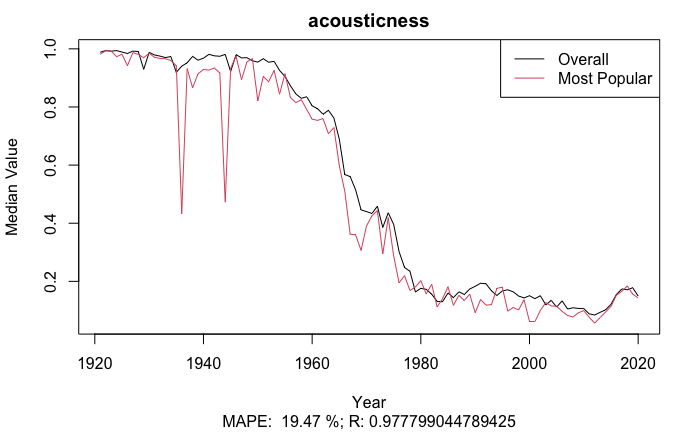 acousticness
Overall
Most Popular
Median Value
1.0
0.8
0.6
0.4
0.2
1920 1940 1960 1980 2000 2020
Year
MAPE:  19.47 %; R: 0.977799044789425